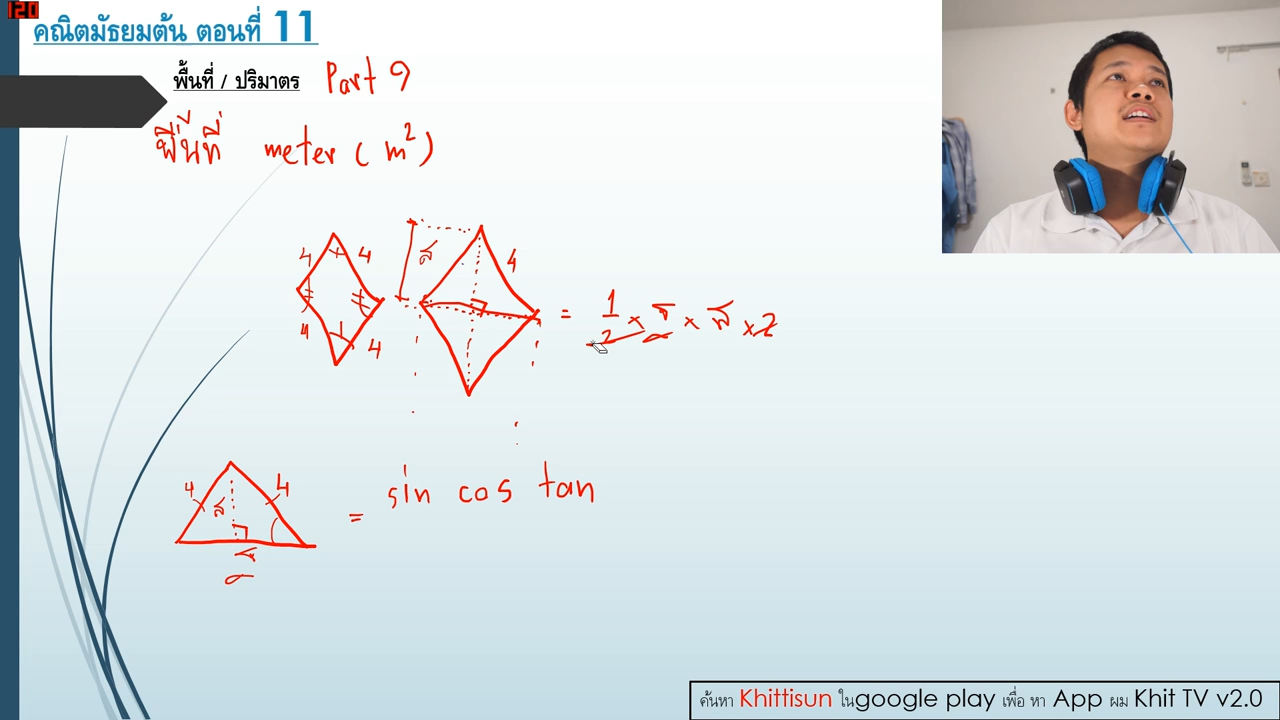 120
คณิตมัธยมต้น ตอนที่ 11
พื้นที่ / ปริมาตร Part 9
พื้นที่ meter (m²)
4 4 ส 4
4 4
= 1/2 × ฐ × ส × 2
4 ส 4 = sin cos tan
ฐ
ค้นหา Khittisun ในgoogle play เพื่อ หา App ผม Khit TV v2.0